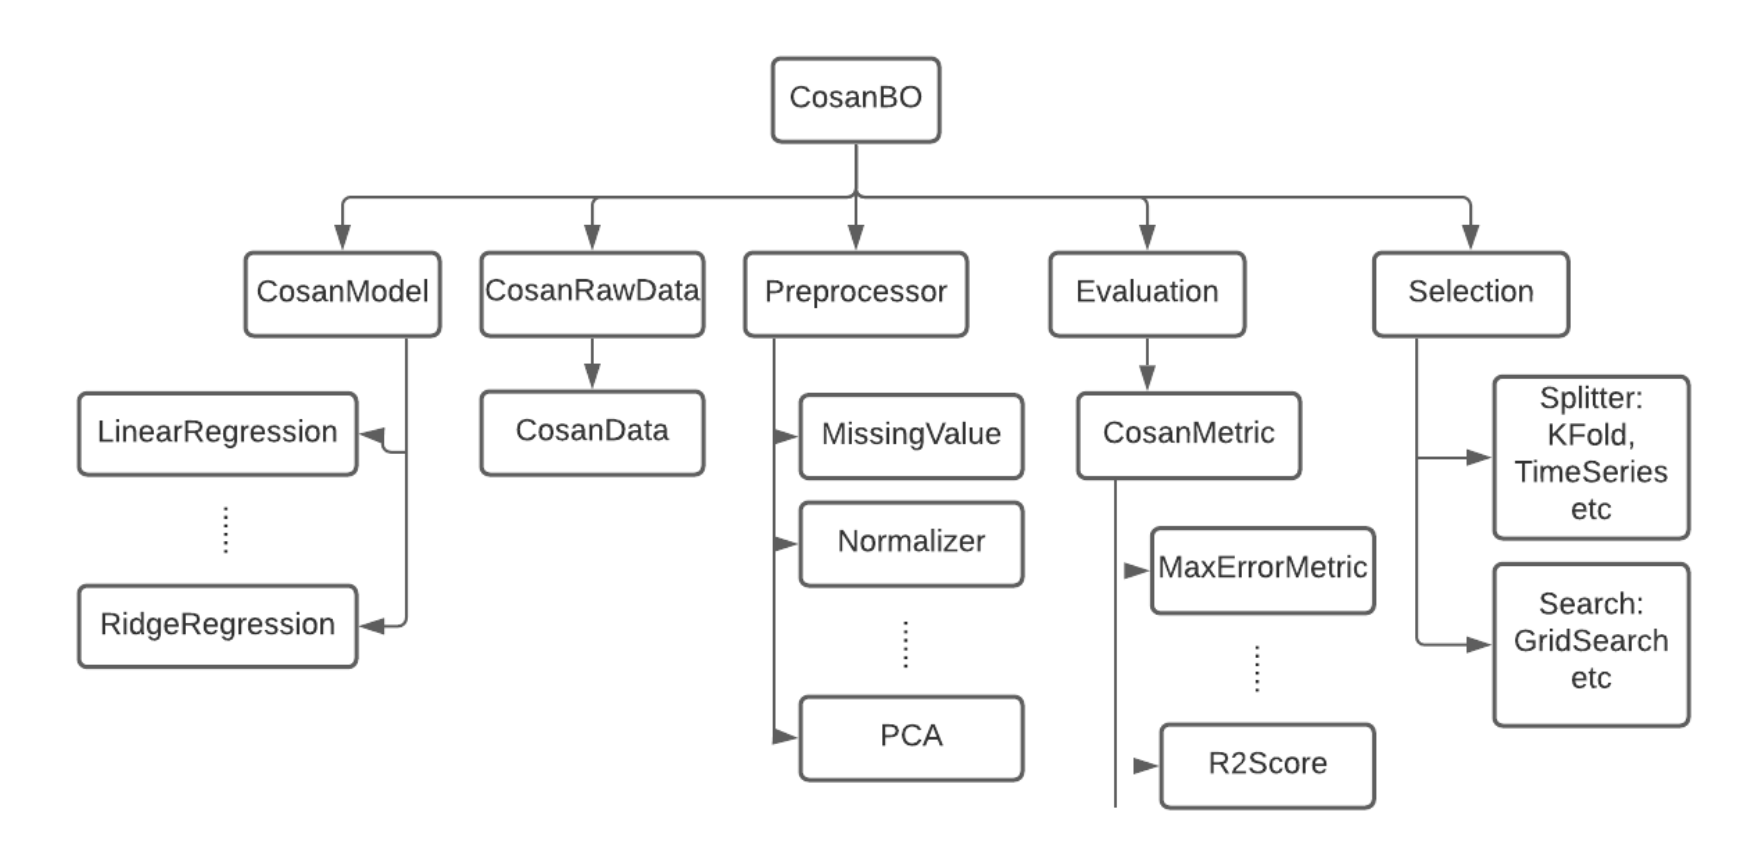 CosanBO
CosanModel
CosanRawData
Preprocessor
Evaluation
Selection
LinearRegression
RidgeRegression
CosanData
MissingValue
Normalizer
PCA
CosanMetric
MaxErrorMetric
R2Score
Splitter:
KFold,
TimeSeries
etc
Search:
GridSearch
etc